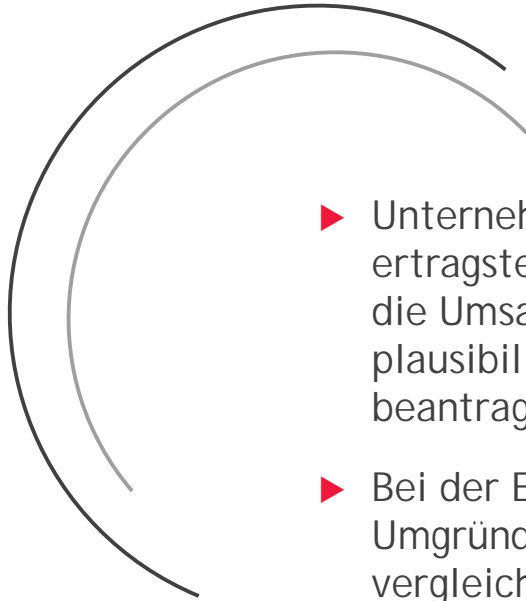 ▶ Unterneh
ertragste
die Umsa
plausibil
beantrag
▶ Bei der E
Umgründ
vergleich